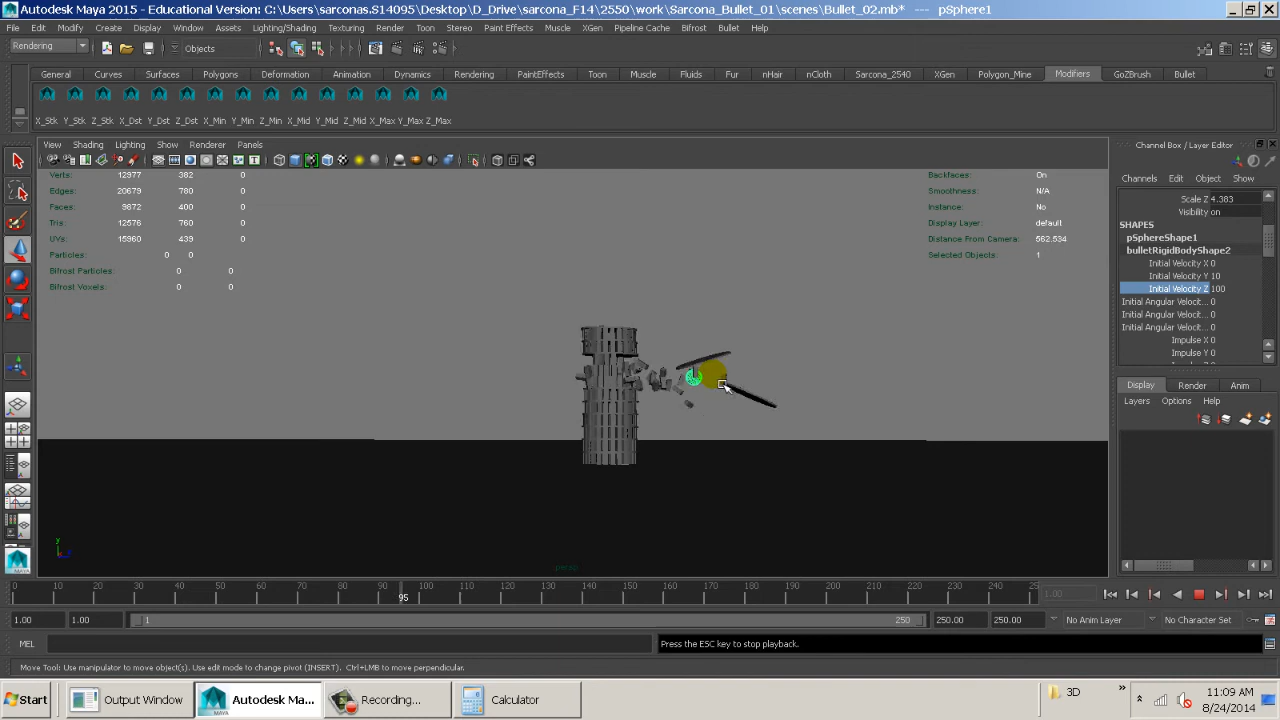 Autodesk Maya 2015 - Educational Version: C:\Users\sarconas.S14095\Desktop\D_Drive\sarcona_F14\2550\work\Sarcona_Bullet_01\scenes\Bullet_02.mb* --- pSphere1
File Edit Modify Create Display Window Assets Lighting/Shading Texturing Render Toon Stereo Paint Effects Muscle XGen Pipeline Cache Bifrost Bullet Help
Rendering Objects
General Curves Surfaces Polygons Deformation Animation Dynamics Rendering PaintEffects Toon Muscle Fluids Fur nHair nCloth Sarcona_2540 XGen Polygon_Mine Modifiers GoZBrush Bullet
X_Stk Y_Stk Z_Stk X_Dst Y_Dst Z_Dst X_Min Y_Min Z_Min X_Mid Y_Mid Z_Mid X_Max Y_Max Z_Max
View Shading Lighting Show Renderer Panels
Channel Box / Layer Editor
Channels Edit Object Show
Verts: 12977 382 0
Edges: 20679 780 0
Faces: 9872 400 0
Tris: 12576 760 0
UVs: 15960 439 0
Particles: 0 0
Bifrost Particles: 0 0
Bifrost Voxels: 0 0
Backfaces: On
Smoothness: N/A
Instance: No
Display Layer: default
Distance From Camera: 562.534
Selected Objects: 1
Scale Z 4.383
Visibility on
SHAPES
pSphereShape1
bulletRigidBodyShape2
Initial Velocity X 0
Initial Velocity Y 10
Initial Velocity Z 100
Initial Angular Velocit... 0
Initial Angular Velocit... 0
Initial Angular Velocit... 0
Impulse X 0
Impulse Y 0
Display Render Anim
Layers Options Help
y
persp
0 10 20 30 40 50 60 70 80 90 100 110 120 130 140 150 160 170 180 190 200 210 220 230 240 25
95
1.00
1.00 1.00 1 250 250.00 250.00 No Anim Layer No Character Set
MEL Press the ESC key to stop playback.
Move Tool: Use manipulator to move object(s). Use edit mode to change pivot (INSERT). Ctrl+LMB to move perpendicular.
Start Output Window Autodesk Ma... Recording... Calculator 3D 11:09 AM
8/24/2014